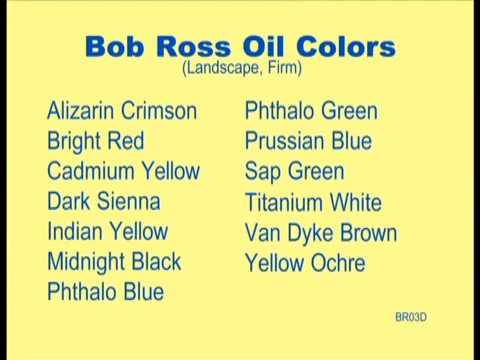 Bob Ross Oil Colors
(Landscape, Firm)
Alizarin Crimson
Bright Red
Cadmium Yellow
Dark Sienna
Indian Yellow
Midnight Black
Phthalo Blue
Phthalo Green
Prussian Blue
Sap Green
Titanium White
Van Dyke Brown
Yellow Ochre
BR03D